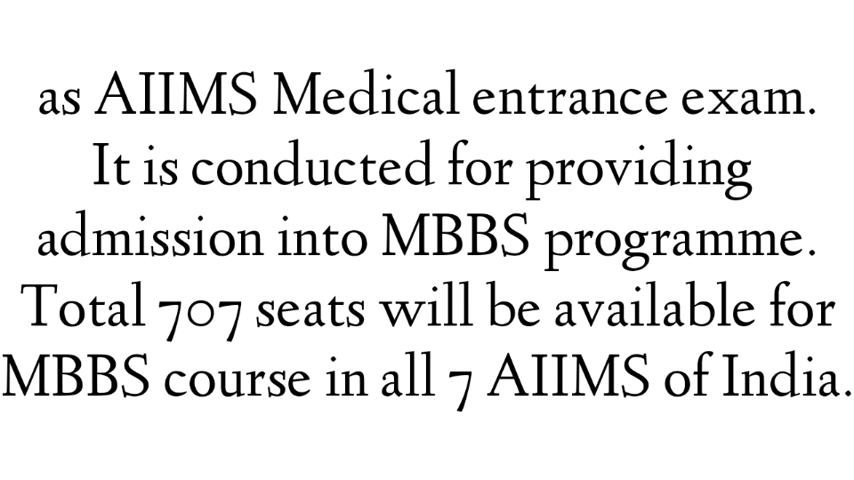 as AIIMS Medical entrance exam.
It is conducted for providing
admission into MBBS programme.
Total 707 seats will be available for
MBBS course in all 7 AIIMS of India.